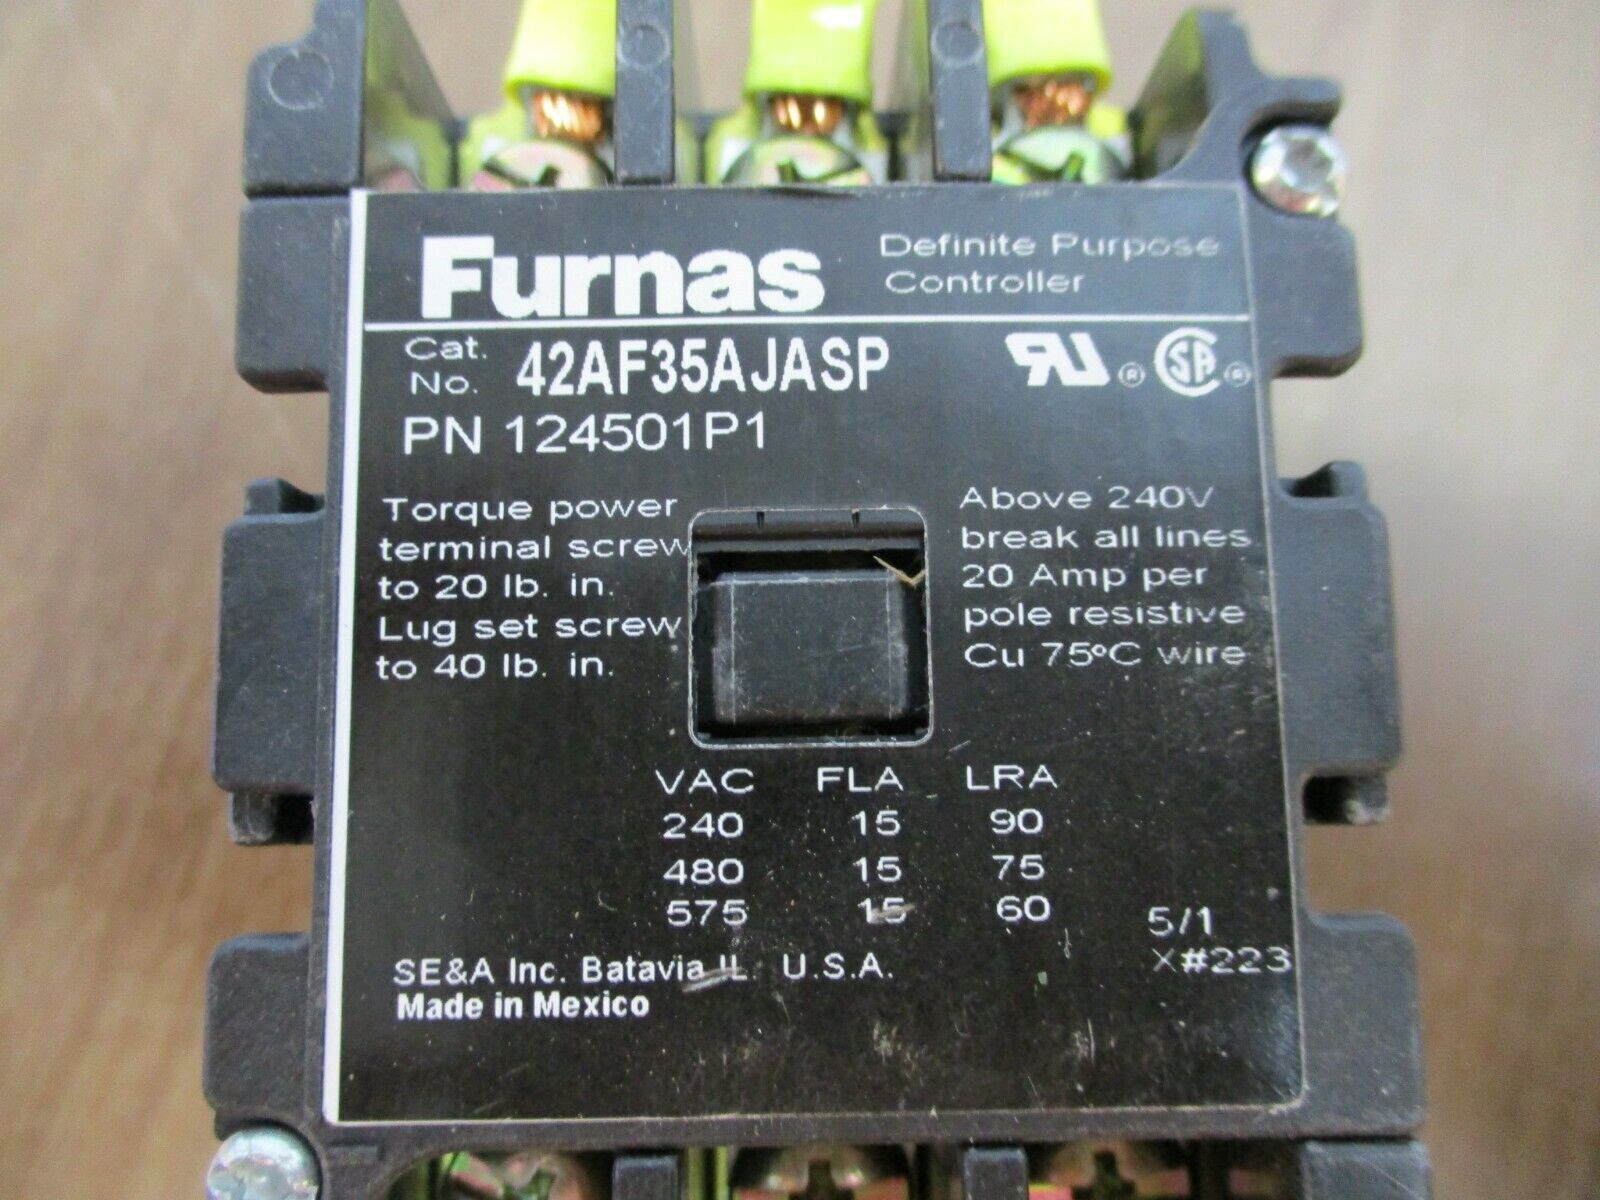 Furnas
Definite Purpose
Controller
Cat.
No. 42AF35AJASP
PN 124501P1
Torque power
terminal screw
to 20 lb. in.
Lug set screw
to 40 lb. in.
Above 240V
break all lines
20 Amp per
pole resistive
Cu 75°C wire
VAC FLA LRA
240 15 90
480 15 75
575 15 60
5/1
X#223
SE&A Inc. Batavia IL. U.S.A.
Made in Mexico